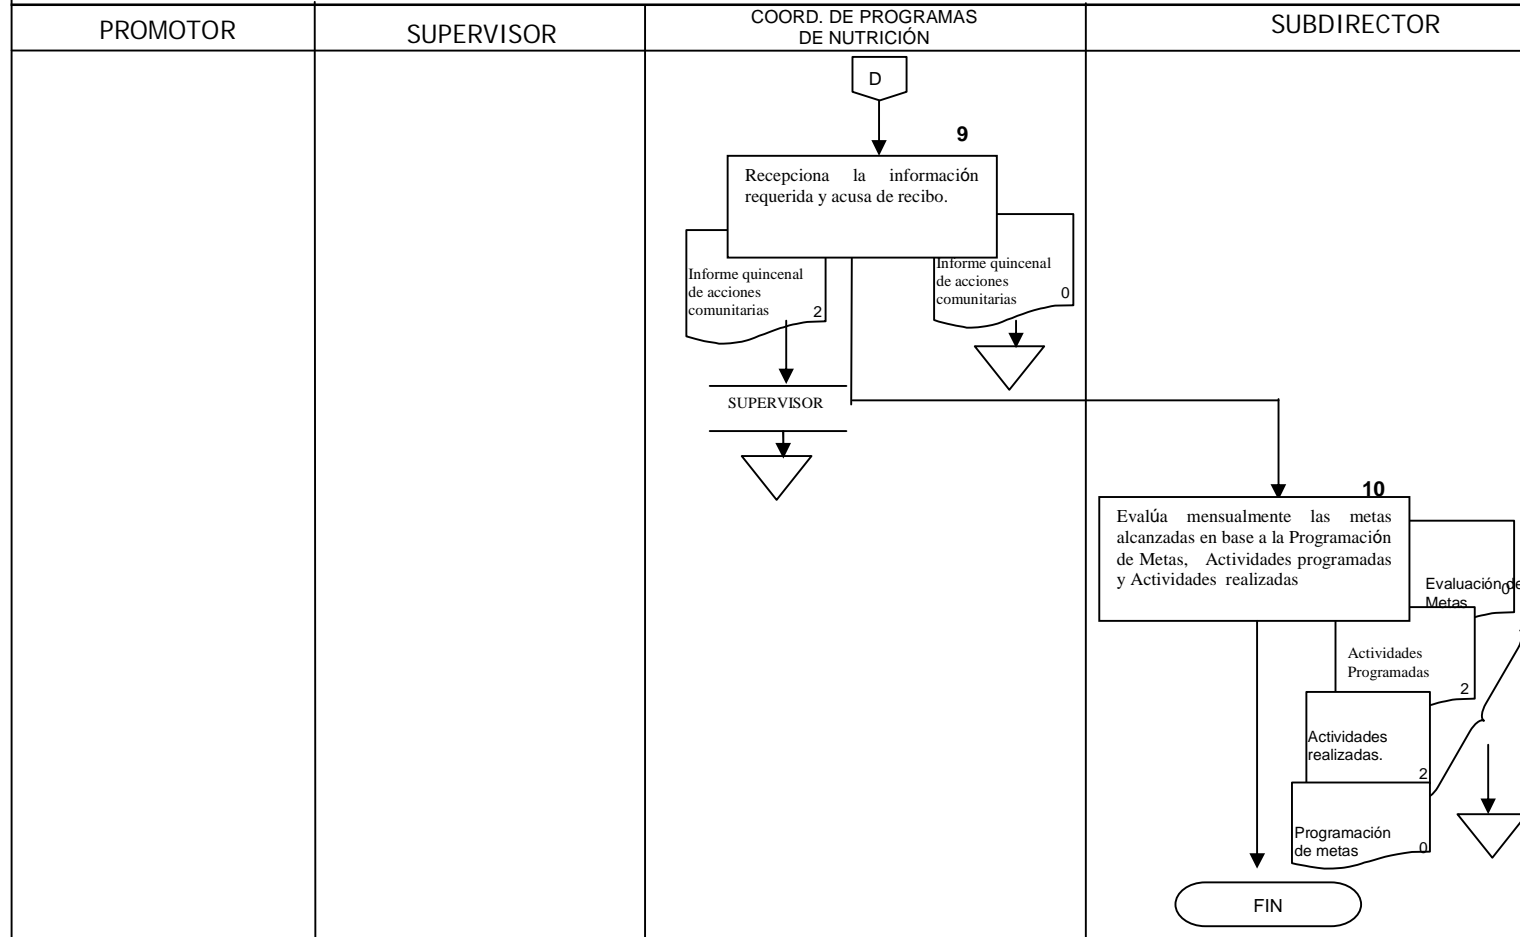 PROMOTOR
SUPERVISOR
COORD. DE PROGRAMAS
DE NUTRICIÓN
SUBDIRECTOR
D
9
Recepciona la información
requerida y acusa de recibo.
Informe quincenal
de acciones
comunitarias
2
Informe quincenal
de acciones
comunitarias
0
SUPERVISOR
10
Evalúa mensualmente las metas
alcanzadas en base a la Programación
de Metas, Actividades programadas
y Actividades realizadas
Evaluación de
Metas
0
Actividades
Programadas
2
Actividades
realizadas.
2
Programación
de metas
0
FIN